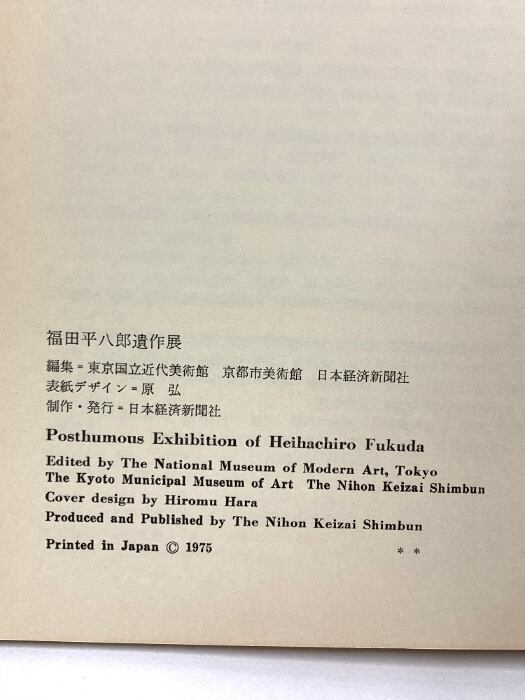 福田平八郎遺作展
編集=東京国立近代美術館　京都市美術館　日本経済新聞社
表紙デザイン=原　弘
制作・発行=日本経済新聞社
Posthumous Exhibition of Heihachiro Fukuda
Edited by The National Museum of Modern Art, Tokyo
The Kyoto Municipal Museum of Art  The Nihon Keizai Shimbun
Cover design by Hiromu Hara
Produced and Published by The Nihon Keizai Shimbun
Printed in Japan © 1975　　* *